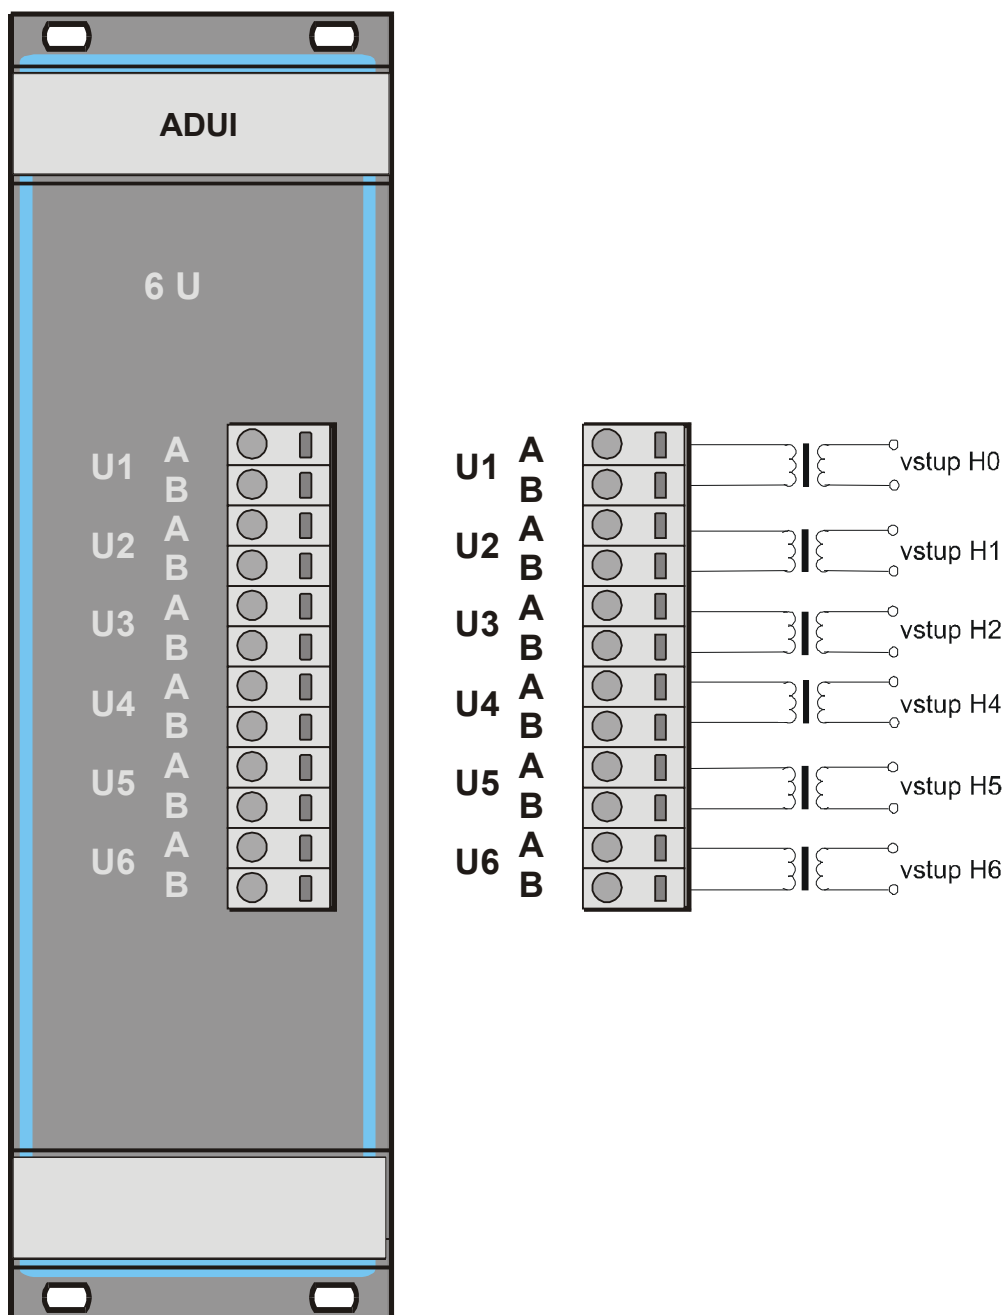 ADUI
6 U
U1 A
B
U2 A
B
U3 A
B
U4 A
B
U5 A
B
U6 A
B
U1 A
B
vstup H0
U2 A
B
vstup H1
U3 A
B
vstup H2
U4 A
B
vstup H4
U5 A
B
vstup H5
U6 A
B
vstup H6